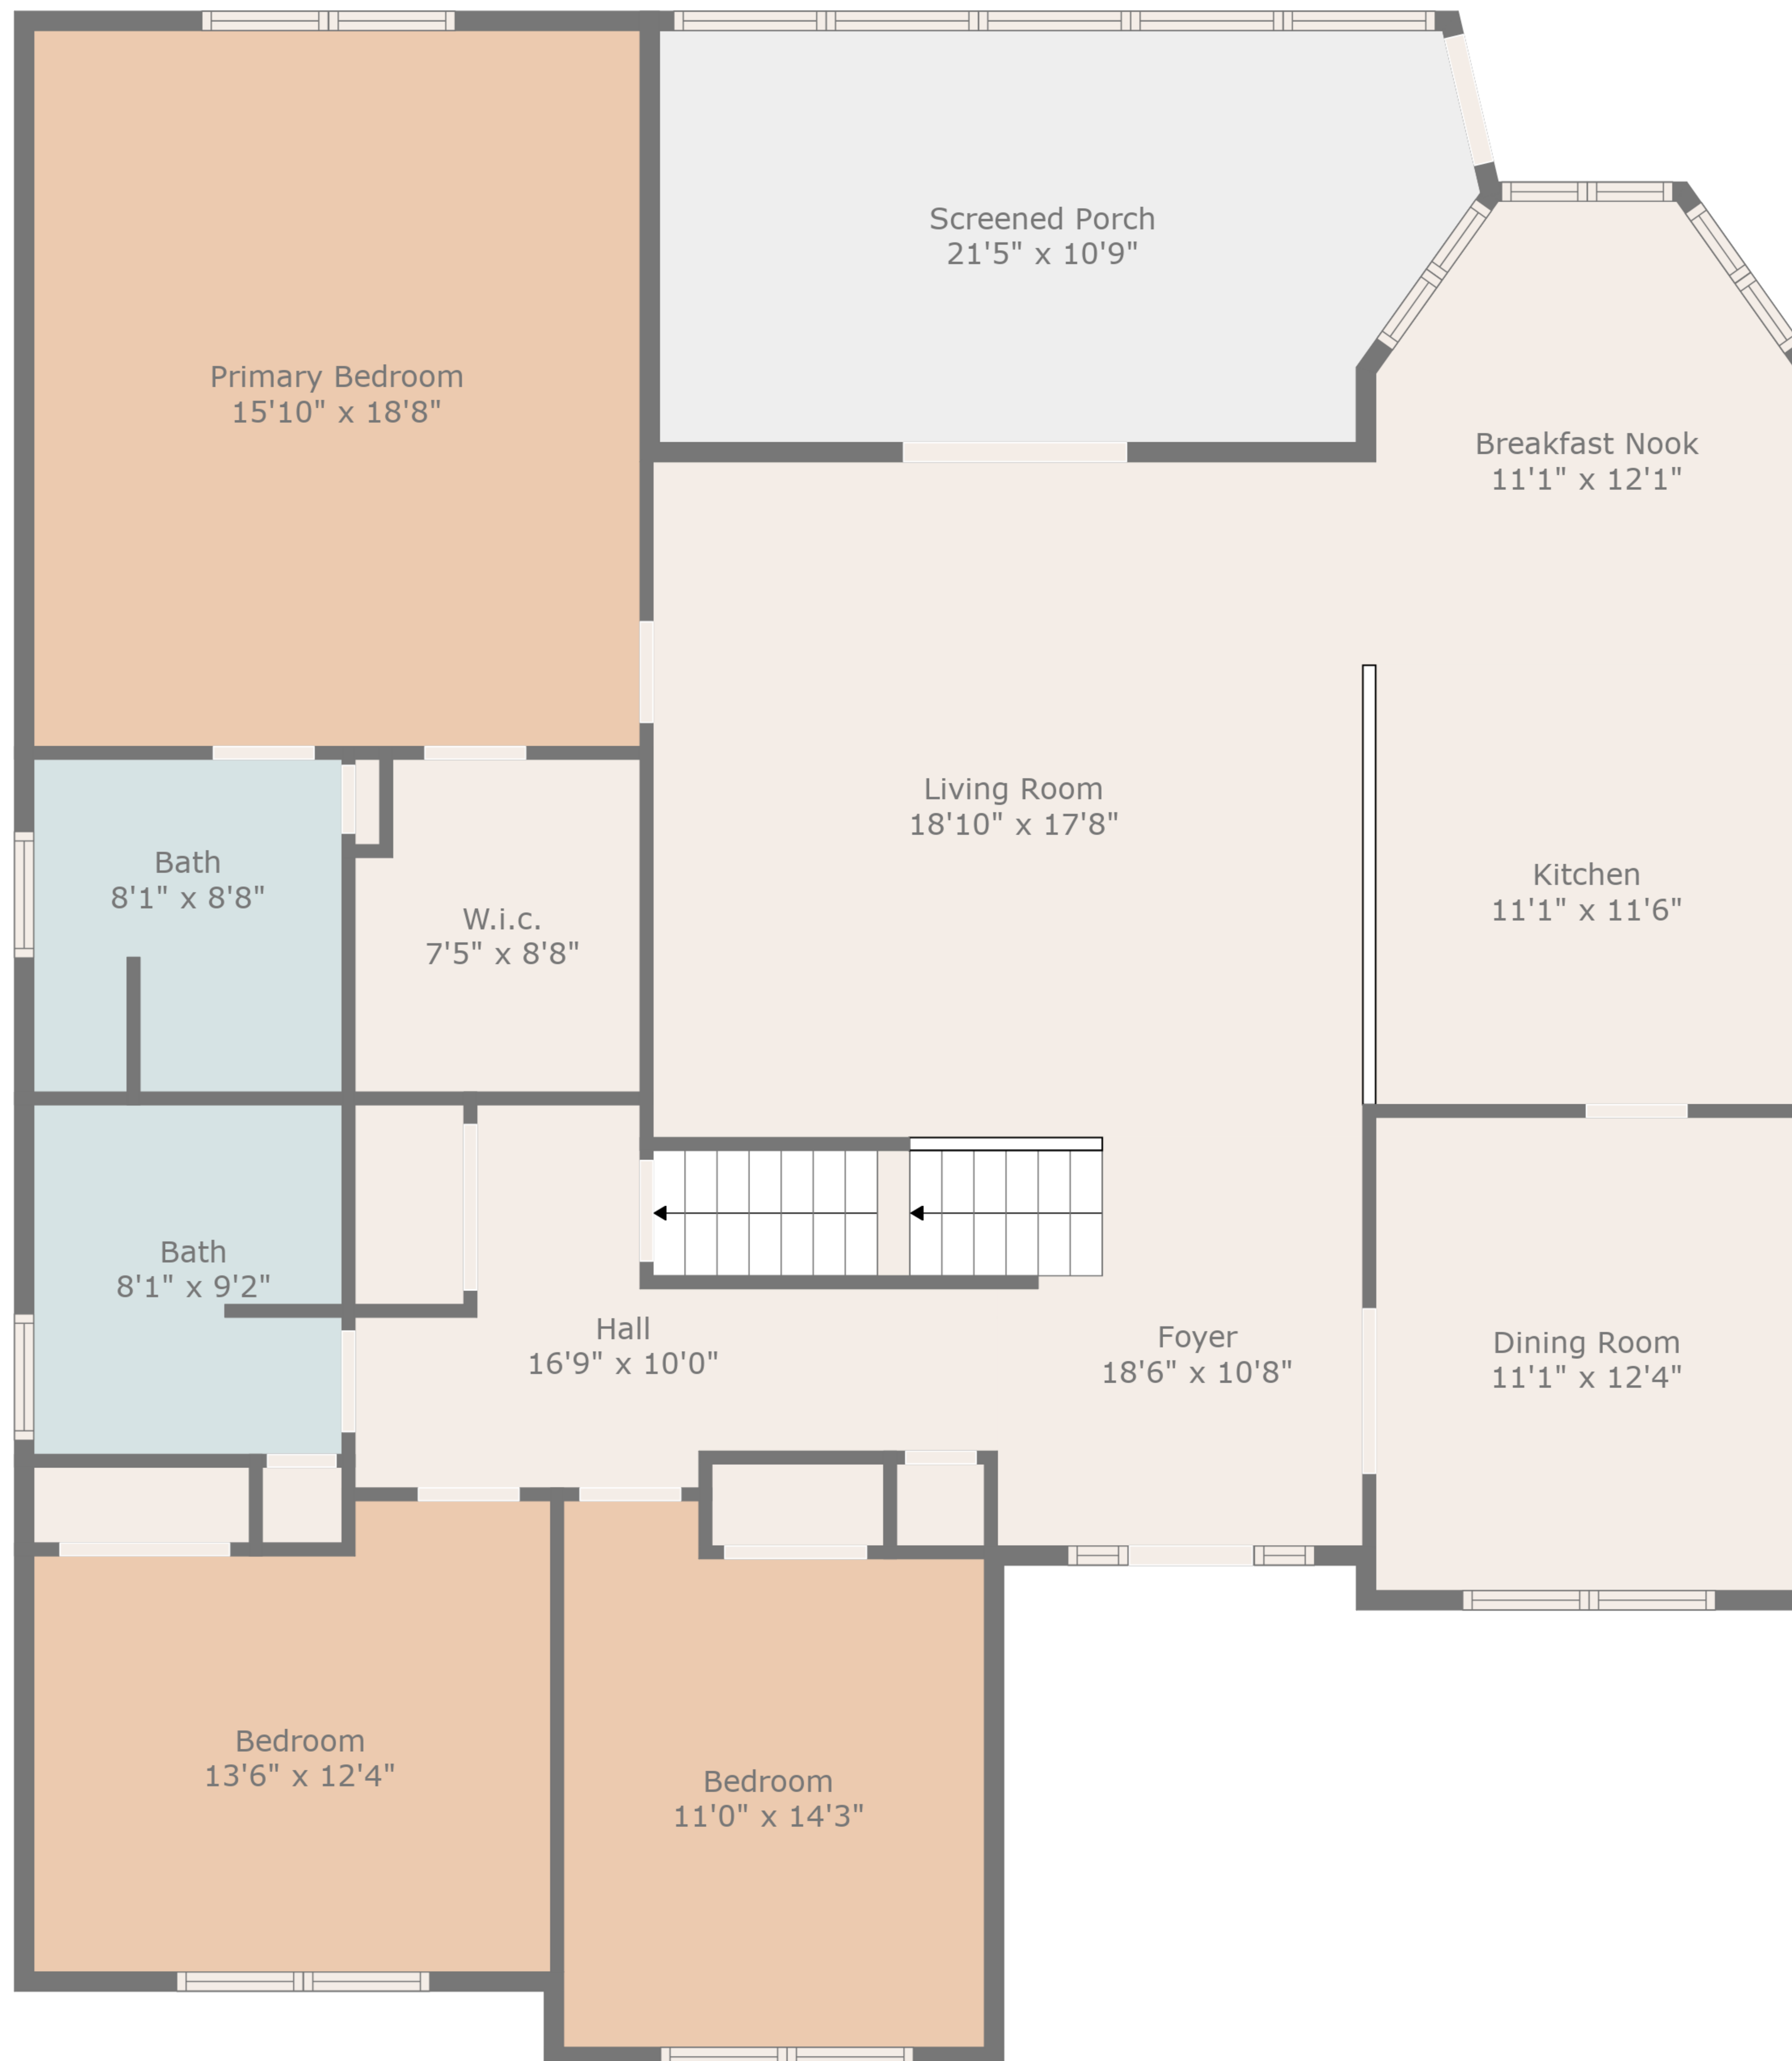 Screened Porch
21'5" x 10'9"
Primary Bedroom
15'10" x 18'8"
Breakfast Nook
11'1" x 12'1"
Living Room
18'10" x 17'8"
Bath
8'1" x 8'8"
Kitchen
11'1" x 11'6"
W.i.c.
7'5" x 8'8"
Bath
8'1" x 9'2"
Hall
16'9" x 10'0"
Foyer
18'6" x 10'8"
Dining Room
11'1" x 12'4"
Bedroom
13'6" x 12'4"
Bedroom
11'0" x 14'3"